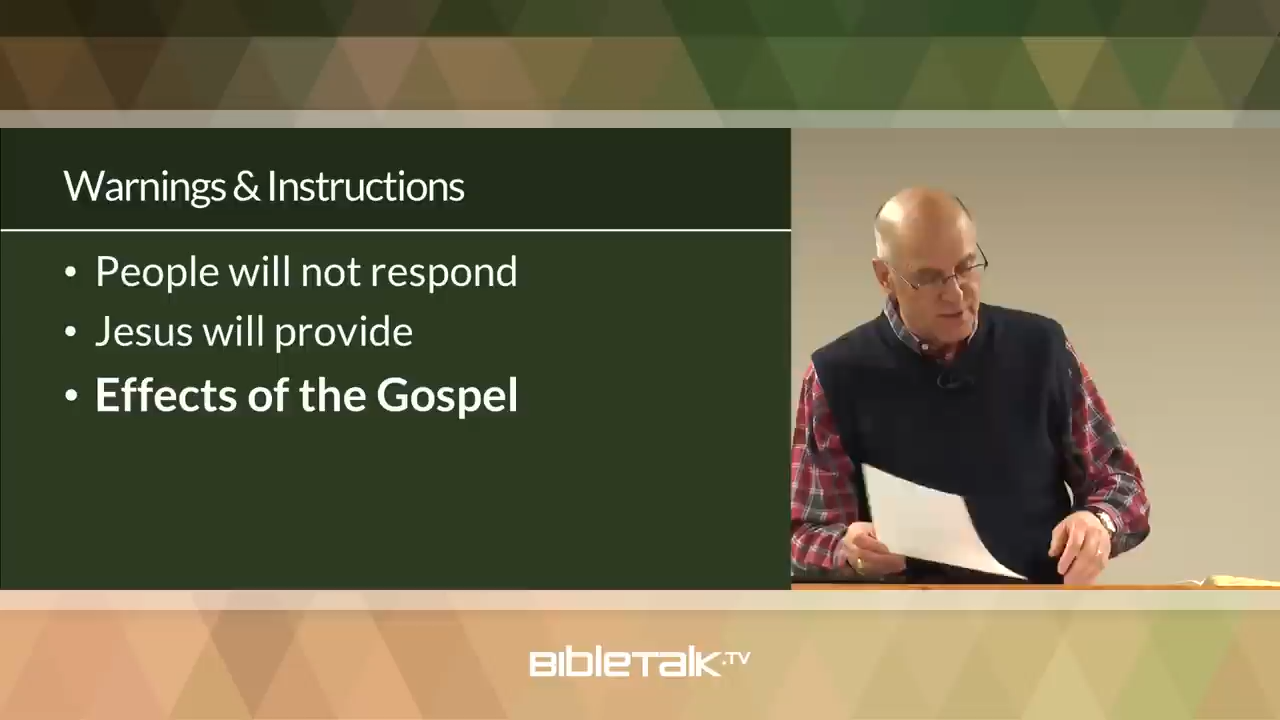 Warnings & Instructions
• People will not respond
• Jesus will provide
• Effects of the Gospel
BibleTalk.TV